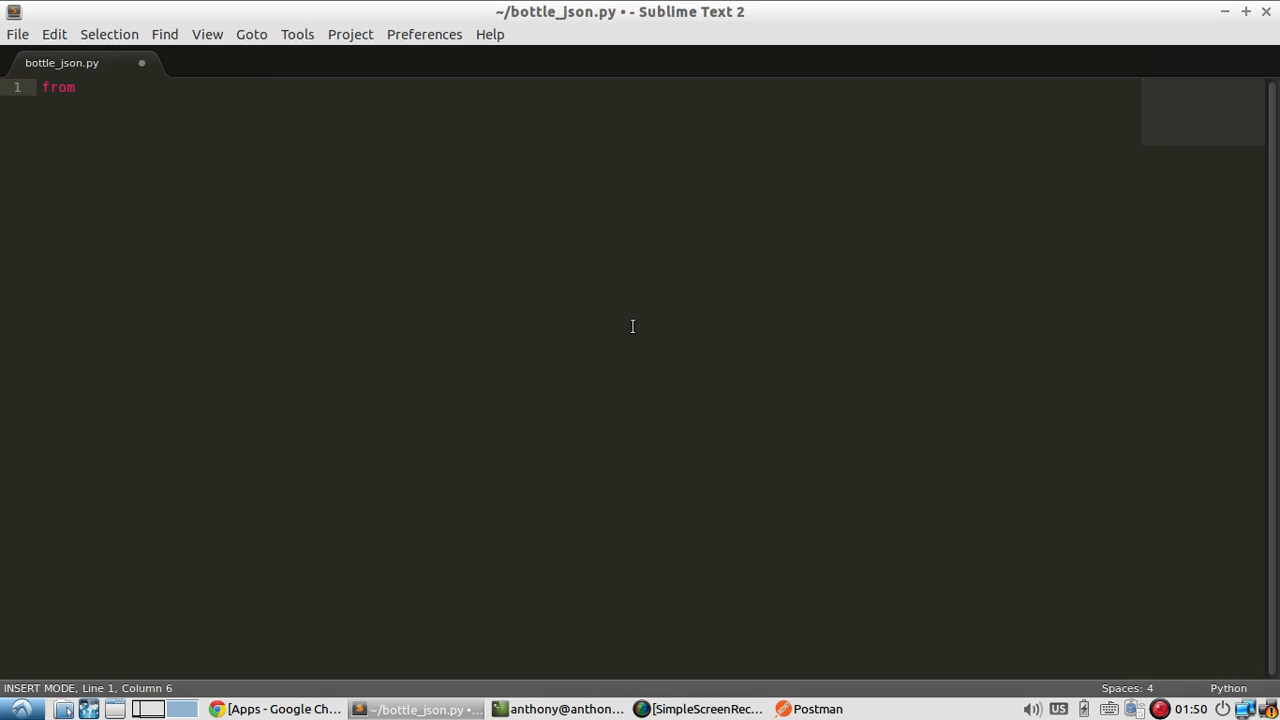 ~/bottle_json.py • - Sublime Text 2
File Edit Selection Find View Goto Tools Project Preferences Help
bottle_json.py
1 from
INSERT MODE, Line 1, Column 6 Spaces: 4 Python
[Apps - Google Ch... ~/bottle_json.py •... anthony@anthon... [SimpleScreenRec... Postman US 01:50